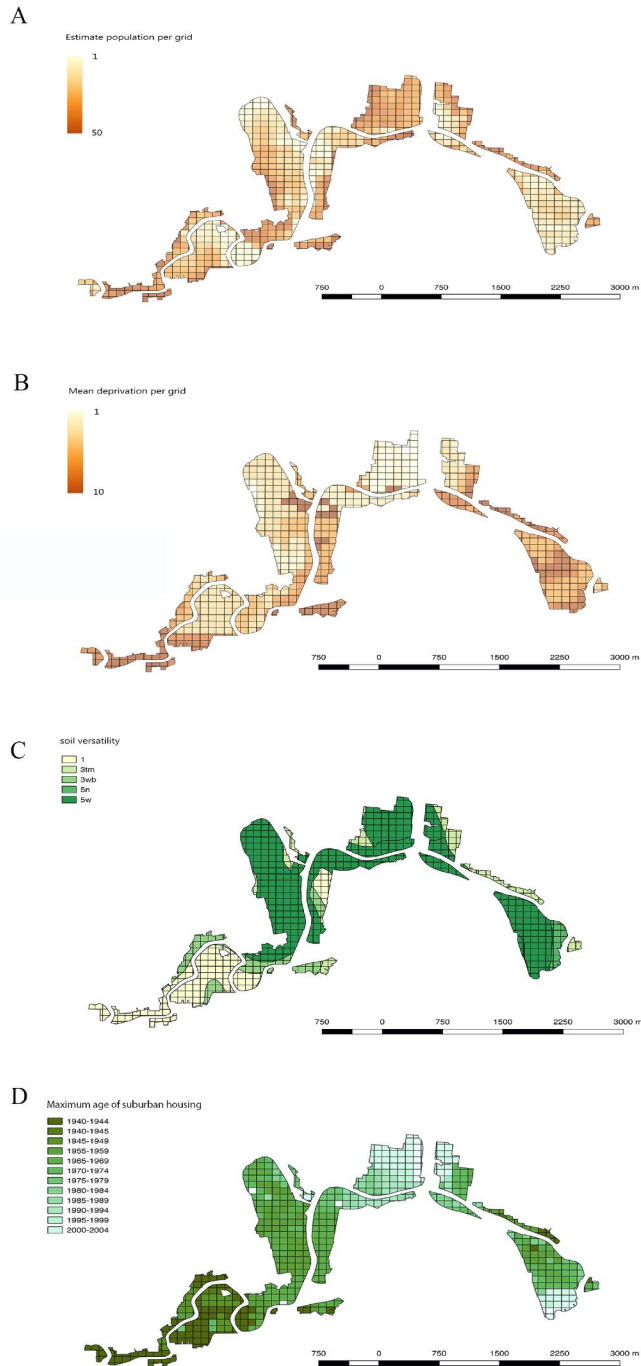 A
Estimate population per grid
1
50
750 0 750 1500 2250 3000 m
B
Mean deprivation per grid
1
10
750 0 750 1500 2250 3000 m
C
soil versatility
1
3tm
3wb
5n
5w
750 0 750 1500 2250 3000 m
D
Maximum age of suburban housing
1940-1944
1940-1945
1945-1949
1955-1959
1965-1969
1970-1974
1975-1979
1980-1984
1985-1989
1990-1994
1995-1999
2000-2004
750 0 750 1500 2250 3000 m